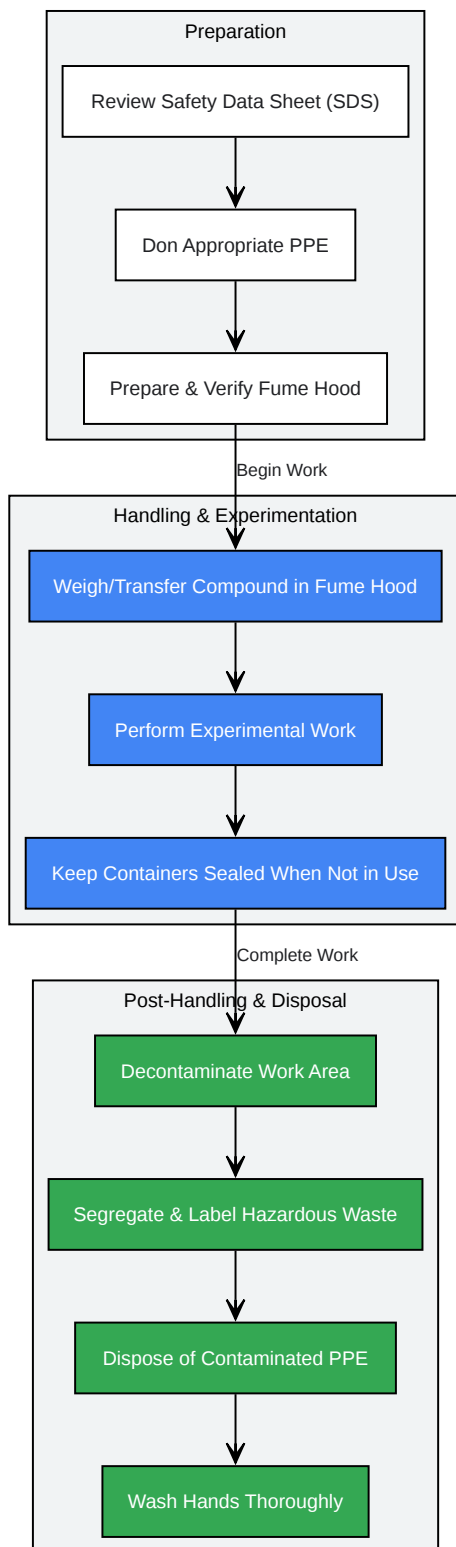 Preparation
Review Safety Data Sheet (SDS)
Don Appropriate PPE
Prepare & Verify Fume Hood
Begin Work
Handling & Experimentation
Weigh/Transfer Compound in Fume Hood
Perform Experimental Work
Keep Containers Sealed When Not in Use
Complete Work
Post-Handling & Disposal
Decontaminate Work Area
Segregate & Label Hazardous Waste
Dispose of Contaminated PPE
Wash Hands Thoroughly